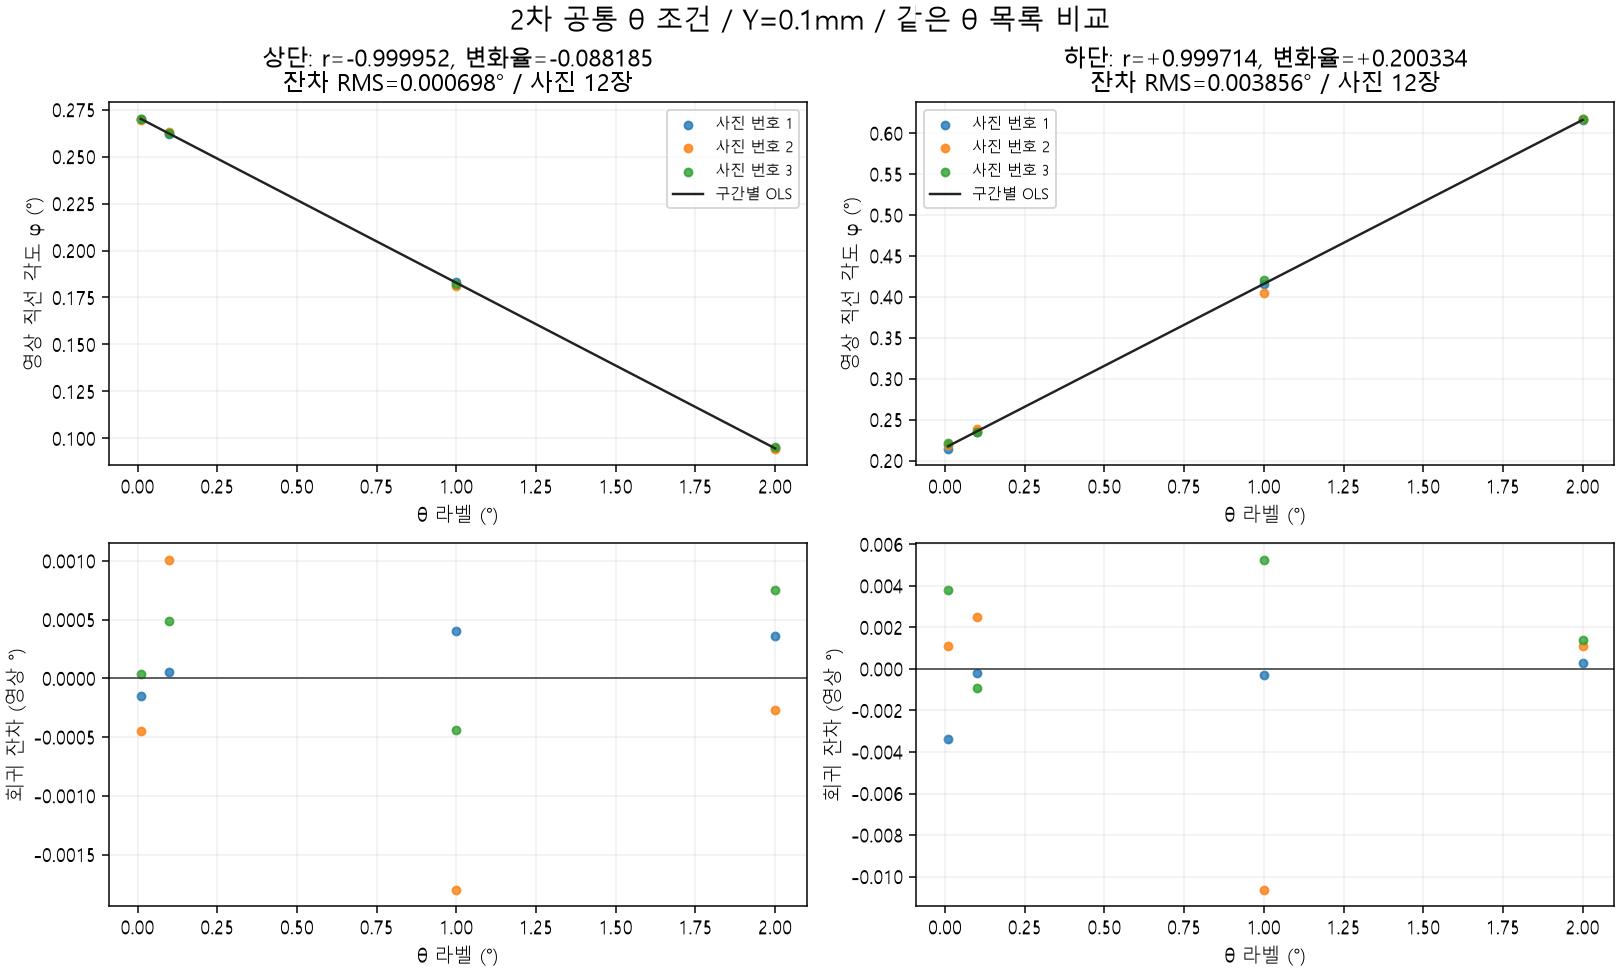 2차 공통 θ 조건 / Y=0.1mm / 같은 θ 목록 비교
상단: r=-0.999952, 변화율=-0.088185
잔차 RMS=0.000698° / 사진 12장
0.275
0.250
0.225
0.200
0.175
0.150
0.125
0.100
영상 직선 각도 φ (°)
사진 번호 1
사진 번호 2
사진 번호 3
구간별 OLS
0.00 0.25 0.50 0.75 1.00 1.25 1.50 1.75 2.00
θ 라벨 (°)
하단: r=+0.999714, 변화율=+0.200334
잔차 RMS=0.003856° / 사진 12장
0.60
0.55
0.50
0.45
0.40
0.35
0.30
0.25
0.20
영상 직선 각도 φ (°)
사진 번호 1
사진 번호 2
사진 번호 3
구간별 OLS
0.00 0.25 0.50 0.75 1.00 1.25 1.50 1.75 2.00
θ 라벨 (°)
0.0010
0.0005
0.0000
-0.0005
-0.0010
-0.0015
회귀 잔차 (영상 °)
0.00 0.25 0.50 0.75 1.00 1.25 1.50 1.75 2.00
θ 라벨 (°)
0.006
0.004
0.002
0.000
-0.002
-0.004
-0.006
-0.008
-0.010
회귀 잔차 (영상 °)
0.00 0.25 0.50 0.75 1.00 1.25 1.50 1.75 2.00
θ 라벨 (°)